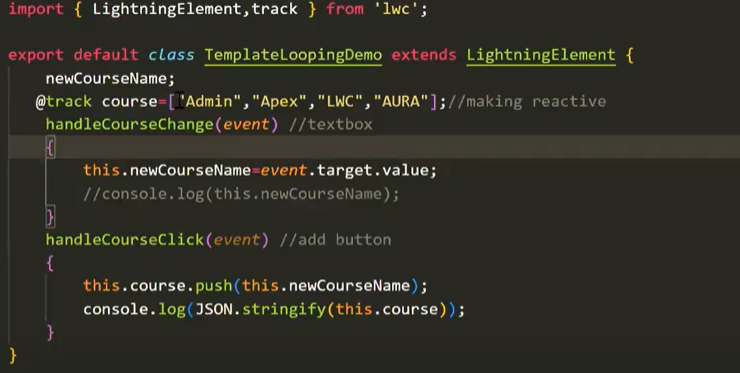 import { LightningElement,track } from 'lwc';
export default class TemplateLoopingDemo extends LightningElement {
newCourseName;
@track course=["Admin","Apex","LWC","AURA"];//making reactive
handleCourseChange(event) //textbox
{
this.newCourseName=event.target.value;
//console.log(this.newCourseName);
}
handleCourseClick(event) //add button
{
this.course.push(this.newCourseName);
console.log(JSON.stringify(this.course));
}
}